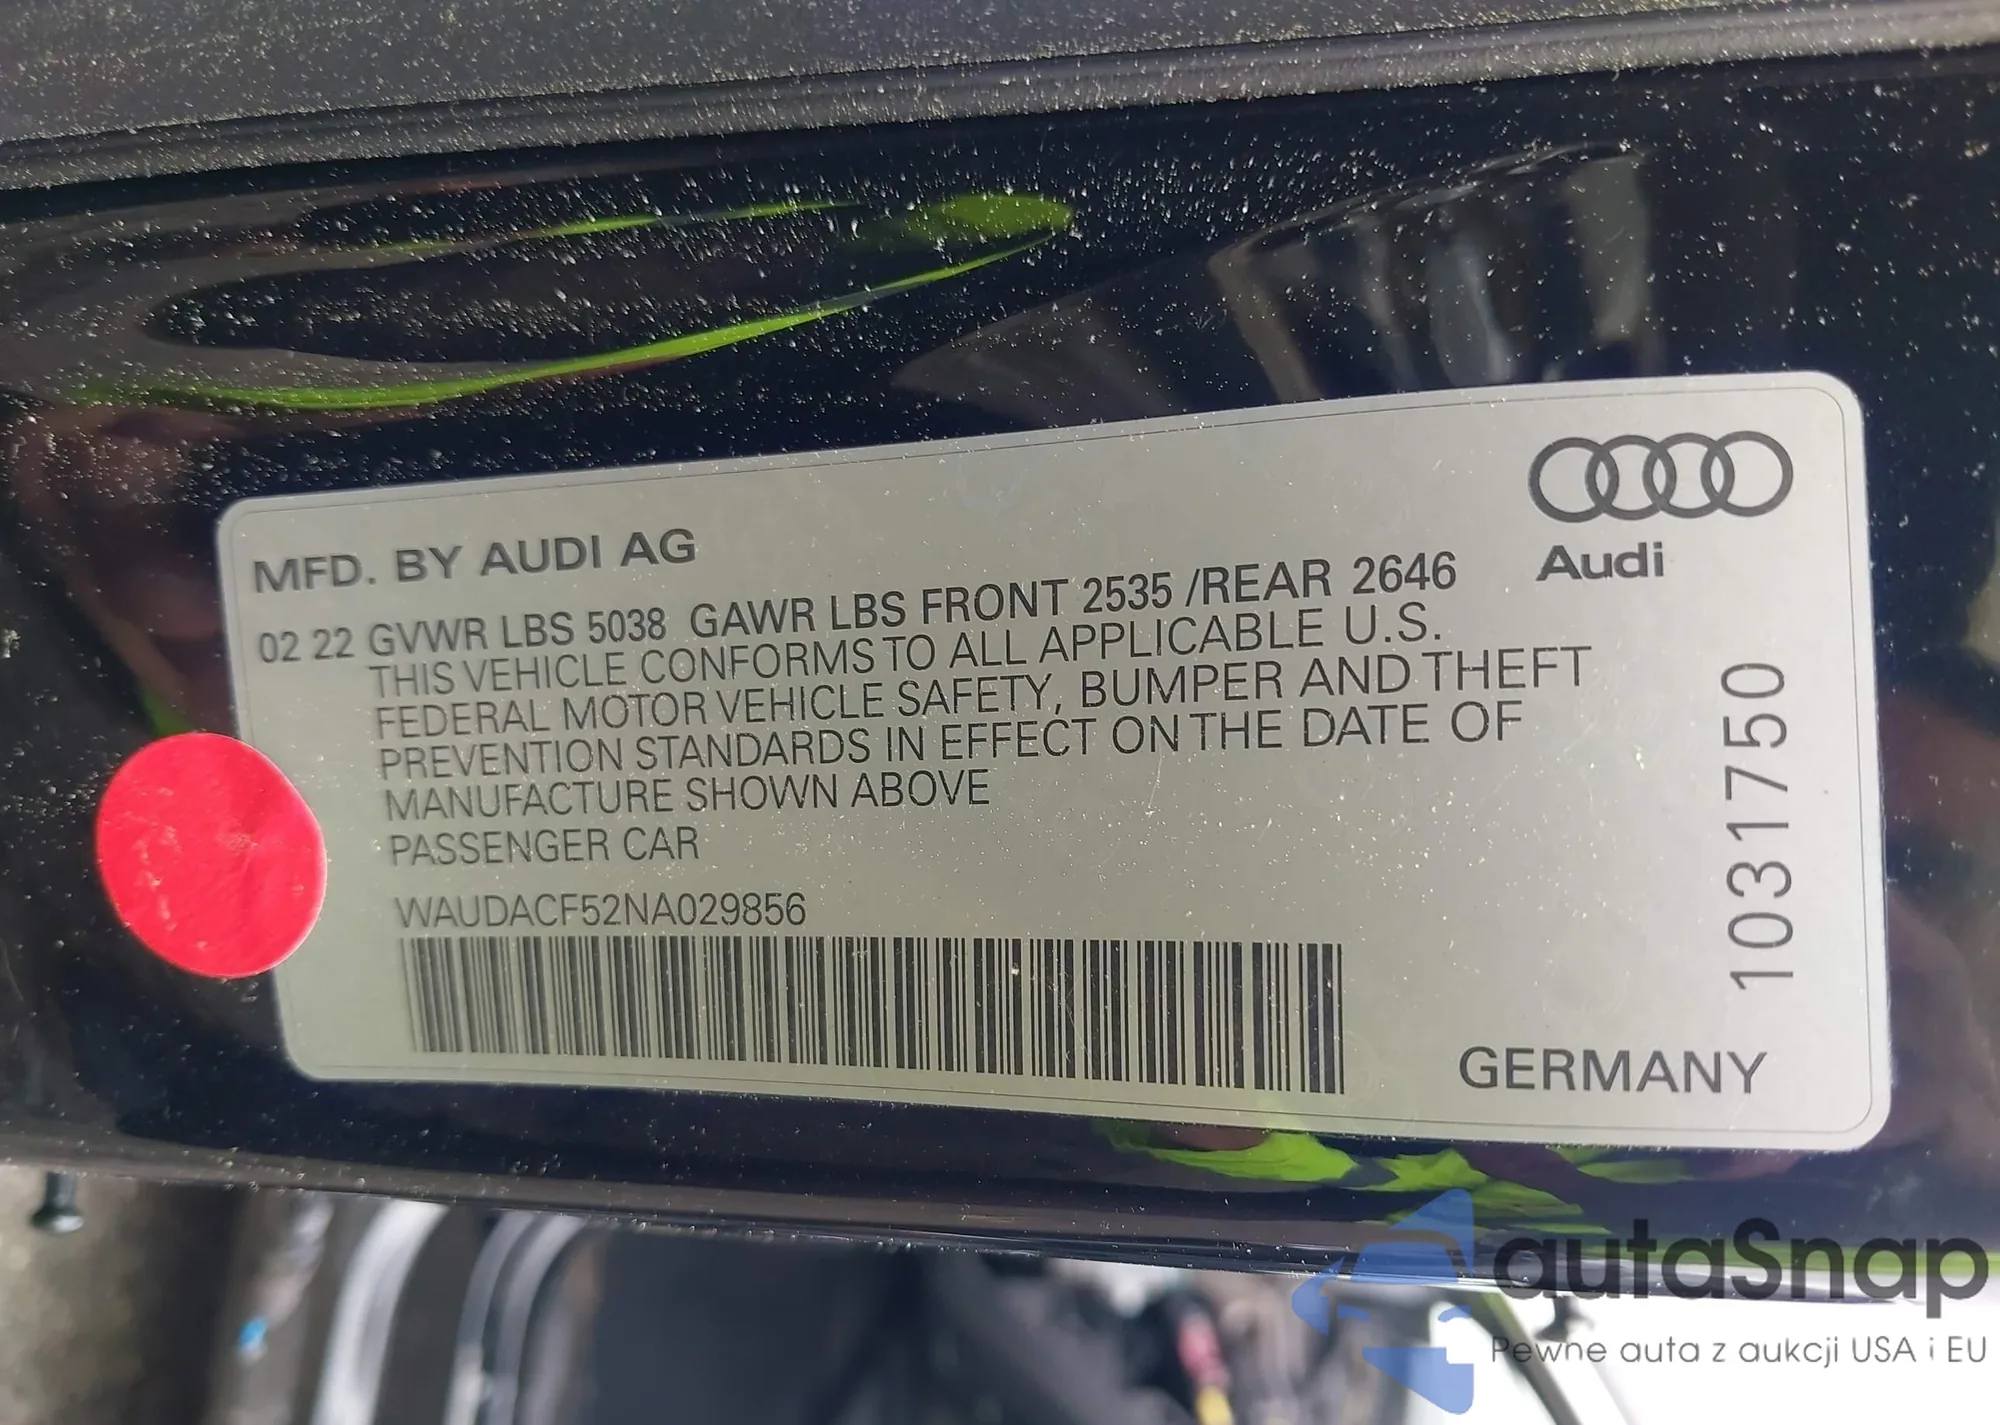 MFD. BY AUDI AG
Audi
02 22 GVWR LBS 5038 GAWR LBS FRONT 2535 /REAR 2646
THIS VEHICLE CONFORMS TO ALL APPLICABLE U.S.
FEDERAL MOTOR VEHICLE SAFETY, BUMPER AND THEFT
PREVENTION STANDARDS IN EFFECT ON THE DATE OF
MANUFACTURE SHOWN ABOVE
PASSENGER CAR
WAUDACF52NA029856
1031750
GERMANY
autaSnap
Pewne auta z aukcji USA i EU